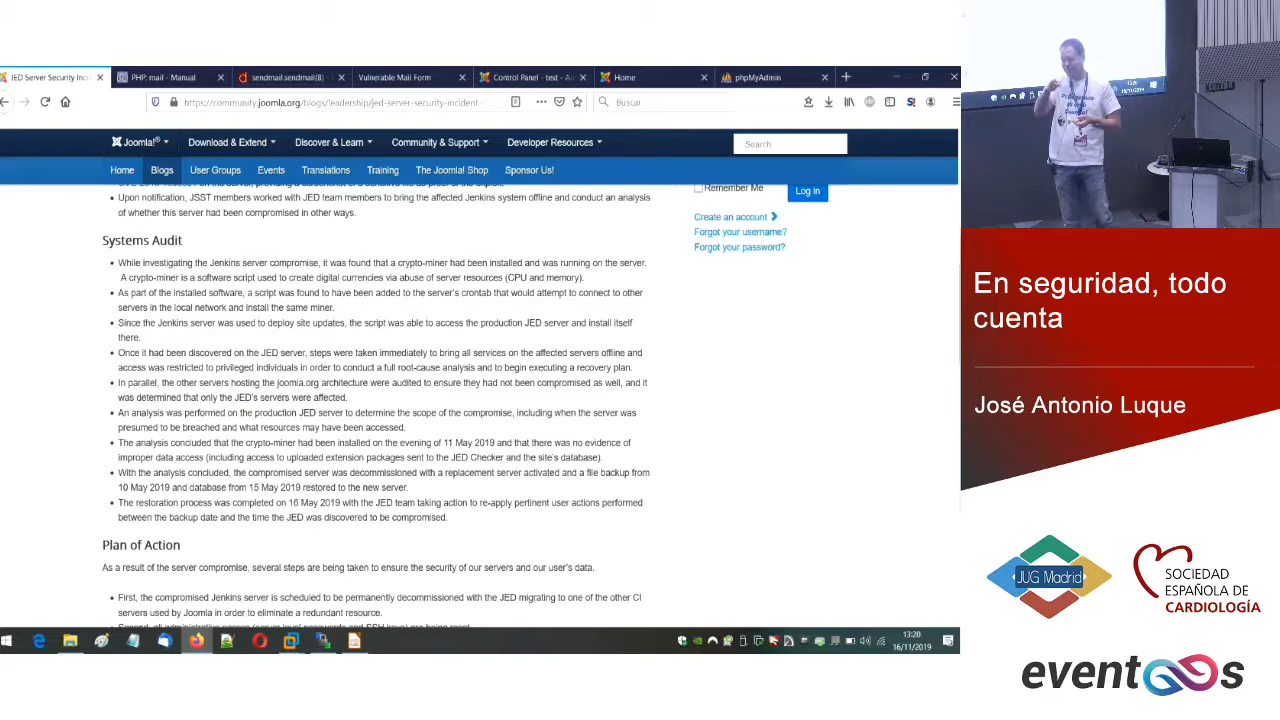 JED Server Security Inci
PHP: mail - Manual
sendmail.sendmail(8) -
Vulnerable Mail Form
Control Panel - test - Ad
Home
phpMyAdmin
https://community.joomla.org/blogs/leadership/jed-server-security-incident-
Buscar
Joomla!®
Download & Extend
Discover & Learn
Community & Support
Developer Resources
Search
Home
Blogs
User Groups
Events
Translations
Training
The Joomla! Shop
Sponsor Us!
Upon notification, JSST members worked with JED team members to bring the affected Jenkins system offline and conduct an analysis
of whether this server had been compromised in other ways.
Remember Me
Log in
Create an account
Forgot your username?
Forgot your password?
Systems Audit
While investigating the Jenkins server compromise, it was found that a crypto-miner had been installed and was running on the server.
A crypto-miner is a software script used to create digital currencies via abuse of server resources (CPU and memory).
As part of the installed software, a script was found to have been added to the server's crontab that would attempt to connect to other
servers in the local network and install the same miner.
Since the Jenkins server was used to deploy site updates, the script was able to access the production JED server and install itself
there.
Once it had been discovered on the JED server, steps were taken immediately to bring all services on the affected servers offline and
access was restricted to privileged individuals in order to conduct a full root-cause analysis and to begin executing a recovery plan.
In parallel, the other servers hosting the joomla.org architecture were audited to ensure they had not been compromised as well, and it
was determined that only the JED's servers were affected.
An analysis was performed on the production JED server to determine the scope of the compromise, including when the server was
presumed to be breached and what resources may have been accessed.
The analysis concluded that the crypto-miner had been installed on the evening of 11 May 2019 and that there was no evidence of
improper data access (including access to uploaded extension packages sent to the JED Checker and the site's database).
With the analysis concluded, the compromised server was decommissioned with a replacement server activated and a file backup from
10 May 2019 and database from 15 May 2019 restored to the new server.
The restoration process was completed on 16 May 2019 with the JED team taking action to re-apply pertinent user actions performed
between the backup date and the time the JED was discovered to be compromised.
Plan of Action
As a result of the server compromise, several steps are being taken to ensure the security of our servers and our user's data.
First, the compromised Jenkins server is scheduled to be permanently decommissioned with the JED migrating to one of the other CI
servers used by Joomla in order to eliminate a redundant resource.
13:20
16/11/2019
SALIDA
En seguridad, todo
cuenta
José Antonio Luque
JUG Madrid
SOCIEDAD
ESPAÑOLA DE
CARDIOLOGÍA
eventoos